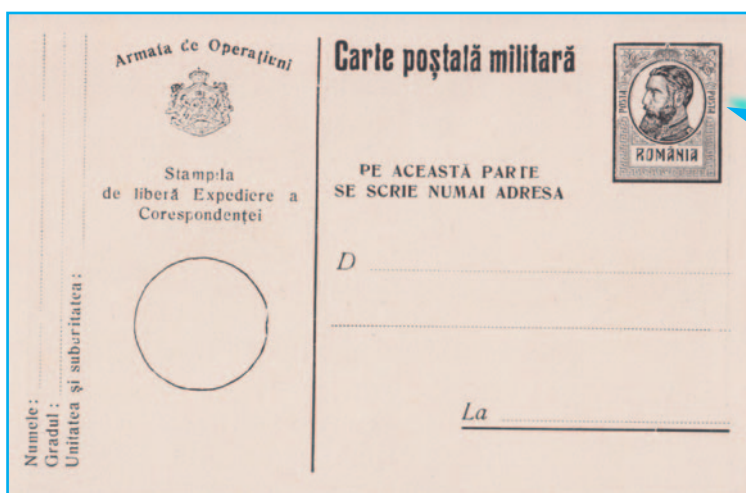 Numele:
Gradul:
Unitatea și suberitatea:
Armata de Operațiuni
Stampila
de liberă Expediere a
Corespondenței
Carte poștală militară
POSTA
POSTA
ROMÂNIA
PE ACEASTĂ PARTE
SE SCRIE NUMAI ADRESA
D
La